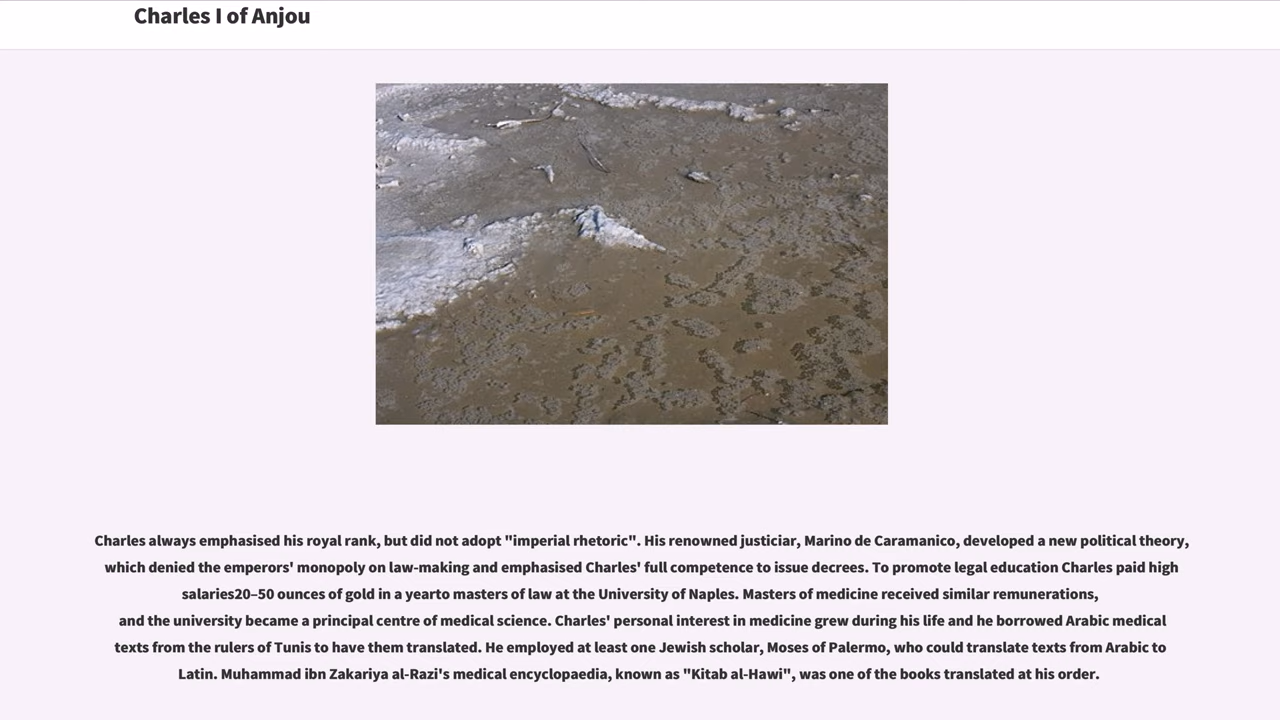 Charles I of Anjou
Charles always emphasised his royal rank, but did not adopt "imperial rhetoric". His renowned justiciar, Marino de Caramanico, developed a new political theory,
which denied the emperors' monopoly on law-making and emphasised Charles' full competence to issue decrees. To promote legal education Charles paid high
salaries20–50 ounces of gold in a yearto masters of law at the University of Naples. Masters of medicine received similar remunerations,
and the university became a principal centre of medical science. Charles' personal interest in medicine grew during his life and he borrowed Arabic medical
texts from the rulers of Tunis to have them translated. He employed at least one Jewish scholar, Moses of Palermo, who could translate texts from Arabic to
Latin. Muhammad ibn Zakariya al-Razi's medical encyclopaedia, known as "Kitab al-Hawi", was one of the books translated at his order.